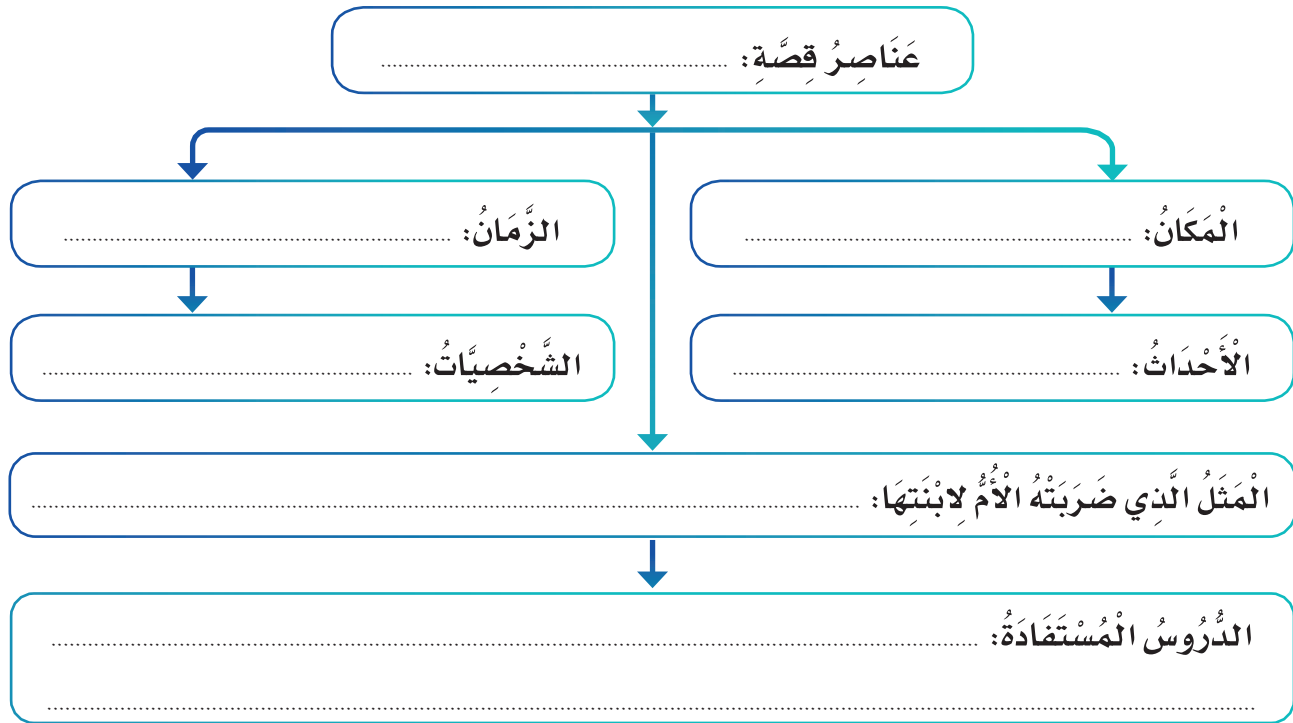 عَنَاصِرُ قِصَّةِ: ........................................
الْمَكَانُ: ........................................
الزَّمَانُ: ........................................
الْأَحْدَاثُ: ........................................
الشَّخْصِيَّاتُ: ........................................
الْمَثَلُ الَّذِي ضَرَبَتْهُ الْأُمُّ لِابْنَتِهَا: ........................................
الدُّرُوسُ الْمُسْتَفَادَةُ: ........................................
........................................